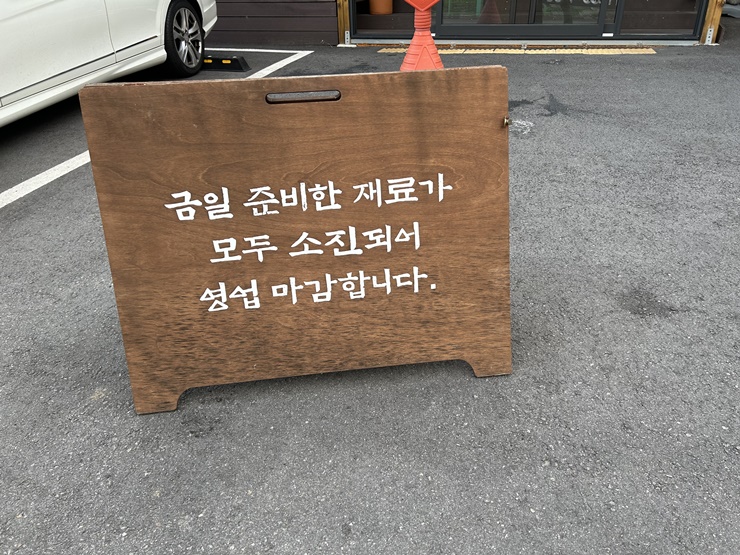 금일 준비한 재료가
모두 소진되어
영업 마감합니다.